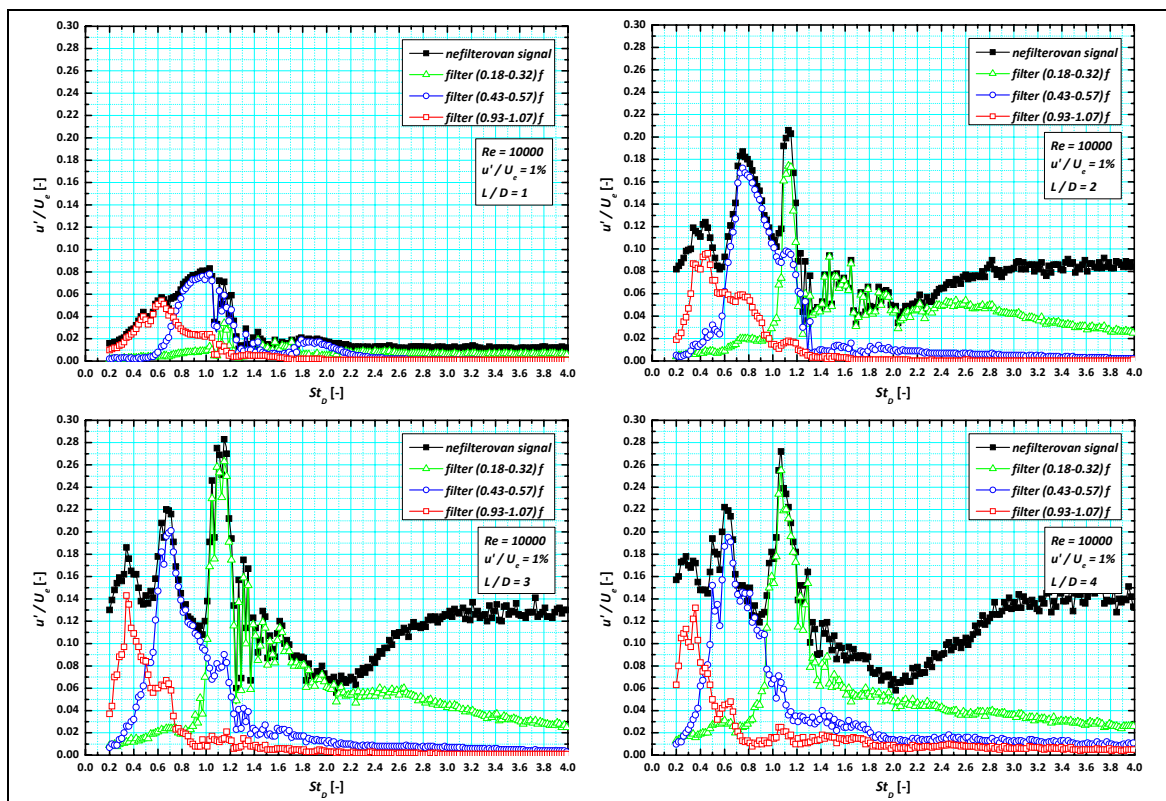 0.30
0.28
0.26
0.24
0.22
0.20
0.18
0.16
0.14
0.12
0.10
0.08
0.06
0.04
0.02
0.00
u' / U_e [-]
nefilterovan signal
filter (0.18-0.32) f
filter (0.43-0.57) f
filter (0.93-1.07) f
Re = 10000
u' / U_e = 1%
L / D = 1
0.0 0.2 0.4 0.6 0.8 1.0 1.2 1.4 1.6 1.8 2.0 2.2 2.4 2.6 2.8 3.0 3.2 3.4 3.6 3.8 4.0
St_D [-]
0.30
0.28
0.26
0.24
0.22
0.20
0.18
0.16
0.14
0.12
0.10
0.08
0.06
0.04
0.02
0.00
u' / U_e [-]
nefilterovan signal
filter (0.18-0.32) f
filter (0.43-0.57) f
filter (0.93-1.07) f
Re = 10000
u' / U_e = 1%
L / D = 2
0.0 0.2 0.4 0.6 0.8 1.0 1.2 1.4 1.6 1.8 2.0 2.2 2.4 2.6 2.8 3.0 3.2 3.4 3.6 3.8 4.0
St_D [-]
0.30
0.28
0.26
0.24
0.22
0.20
0.18
0.16
0.14
0.12
0.10
0.08
0.06
0.04
0.02
0.00
u' / U_e [-]
nefilterovan signal
filter (0.18-0.32) f
filter (0.43-0.57) f
filter (0.93-1.07) f
Re = 10000
u' / U_e = 1%
L / D = 3
0.0 0.2 0.4 0.6 0.8 1.0 1.2 1.4 1.6 1.8 2.0 2.2 2.4 2.6 2.8 3.0 3.2 3.4 3.6 3.8 4.0
St_D [-]
0.30
0.28
0.26
0.24
0.22
0.20
0.18
0.16
0.14
0.12
0.10
0.08
0.06
0.04
0.02
0.00
u' / U_e [-]
nefilterovan signal
filter (0.18-0.32) f
filter (0.43-0.57) f
filter (0.93-1.07) f
Re = 10000
u' / U_e = 1%
L / D = 4
0.0 0.2 0.4 0.6 0.8 1.0 1.2 1.4 1.6 1.8 2.0 2.2 2.4 2.6 2.8 3.0 3.2 3.4 3.6 3.8 4.0
St_D [-]